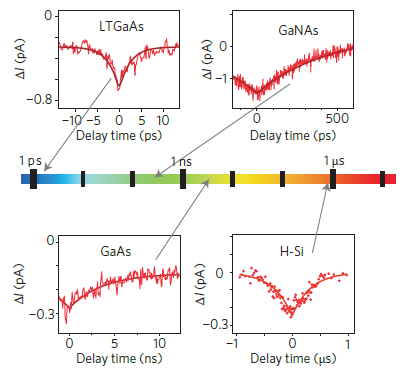 LTGaAs
0
−0.8
ΔI (pA)
−10 −5 0 5 10
Delay time (ps)
GaNAs
0
−1
ΔI (pA)
0 500
Delay time (ps)
1 ps 1 ns 1 µs
GaAs
0
−0.3
ΔI (pA)
0 5 10
Delay time (ns)
H-Si
0
−0.3
ΔI (pA)
−1 0 1
Delay time (µs)